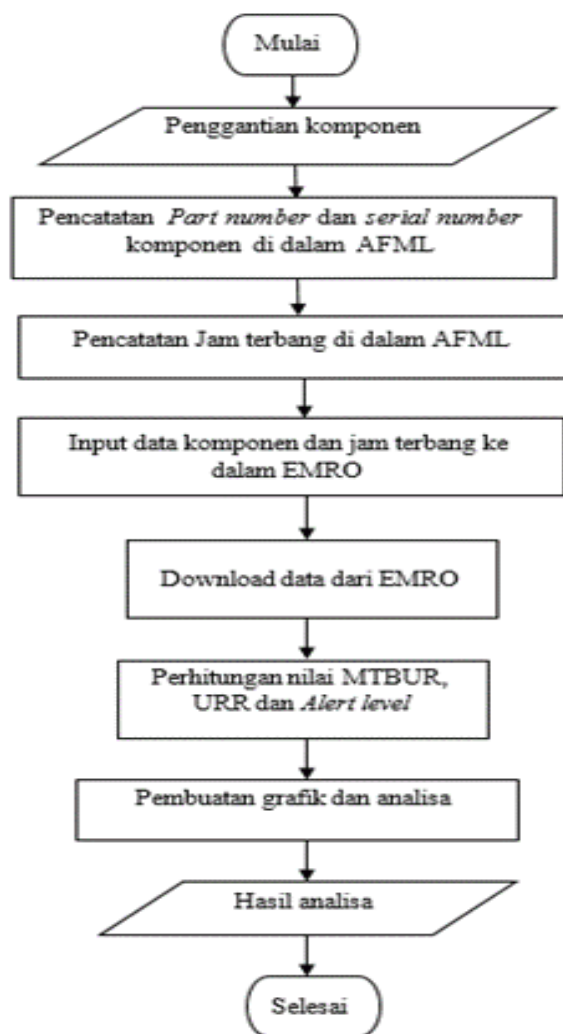 Mulai
Penggantian komponen
Pencatatan Part number dan serial number
komponen di dalam AFML
Pencatatan Jam terbang di dalam AFML
Input data komponen dan jam terbang ke
dalam EMRO
Download data dari EMRO
Perhitungan nilai MTBUR,
URR dan Alert level
Pembuatan grafik dan analisa
Hasil analisa
Selesai